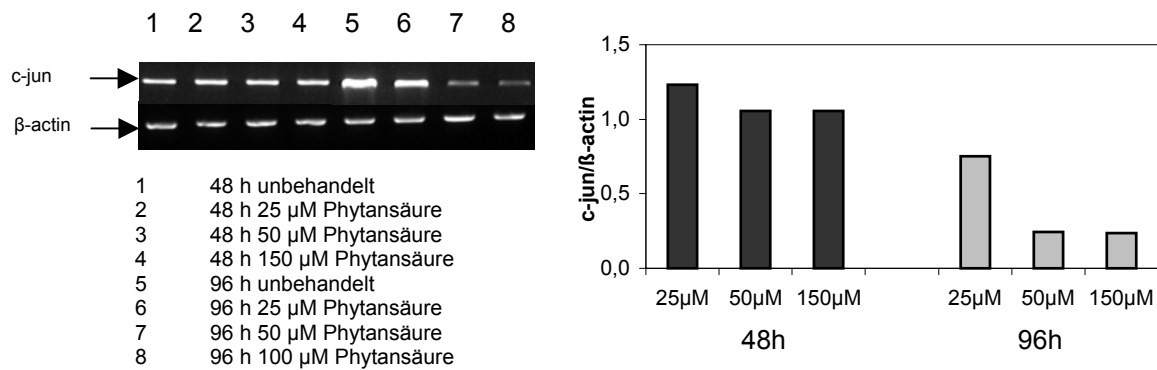 1 2 3 4 5 6 7 8
c-jun
β-actin
1 48 h unbehandelt
2 48 h 25 µM Phytansäure
3 48 h 50 µM Phytansäure
4 48 h 150 µM Phytansäure
5 96 h unbehandelt
6 96 h 25 µM Phytansäure
7 96 h 50 µM Phytansäure
8 96 h 100 µM Phytansäure
c-jun/ß-actin
1,5
1,0
0,5
0,0
25µM 50µM 150µM 25µM 50µM 150µM
48h 96h